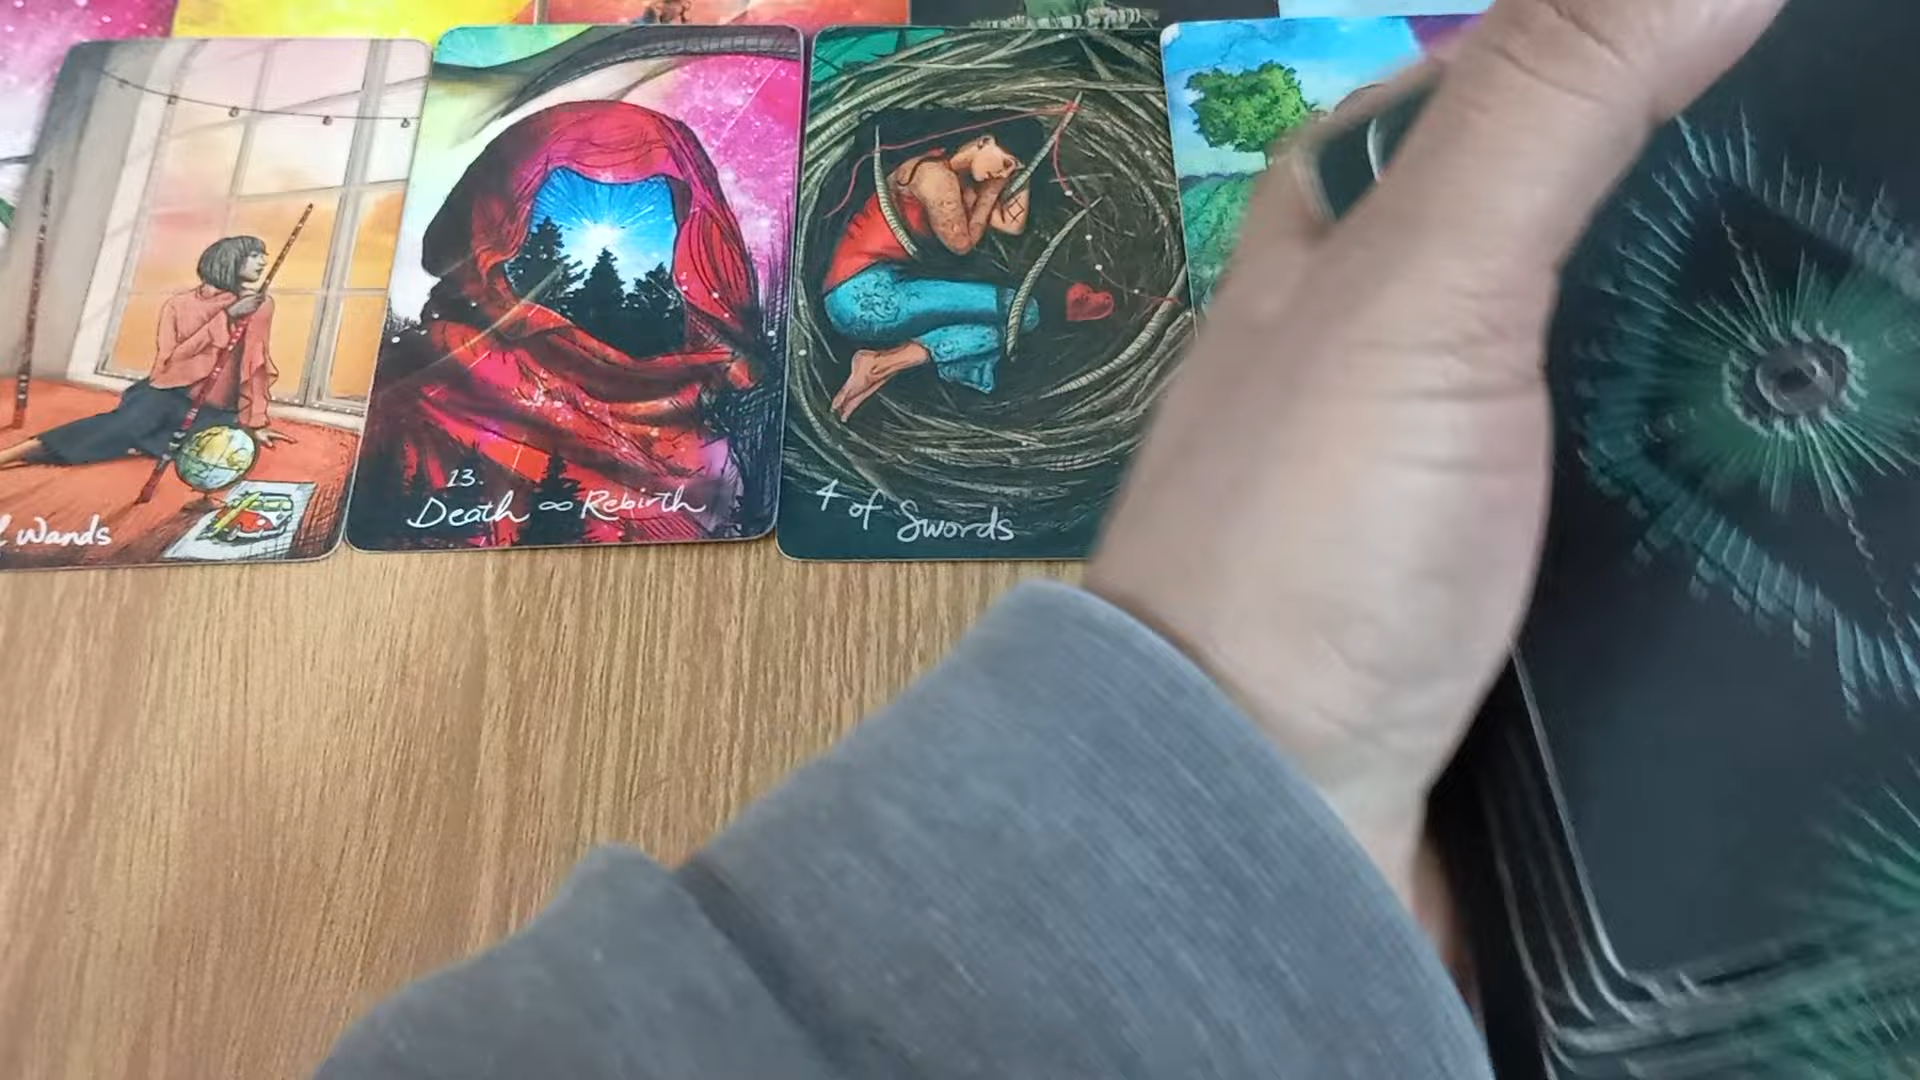 Wands
13.
Death ∞ Rebirth
4 of Swords